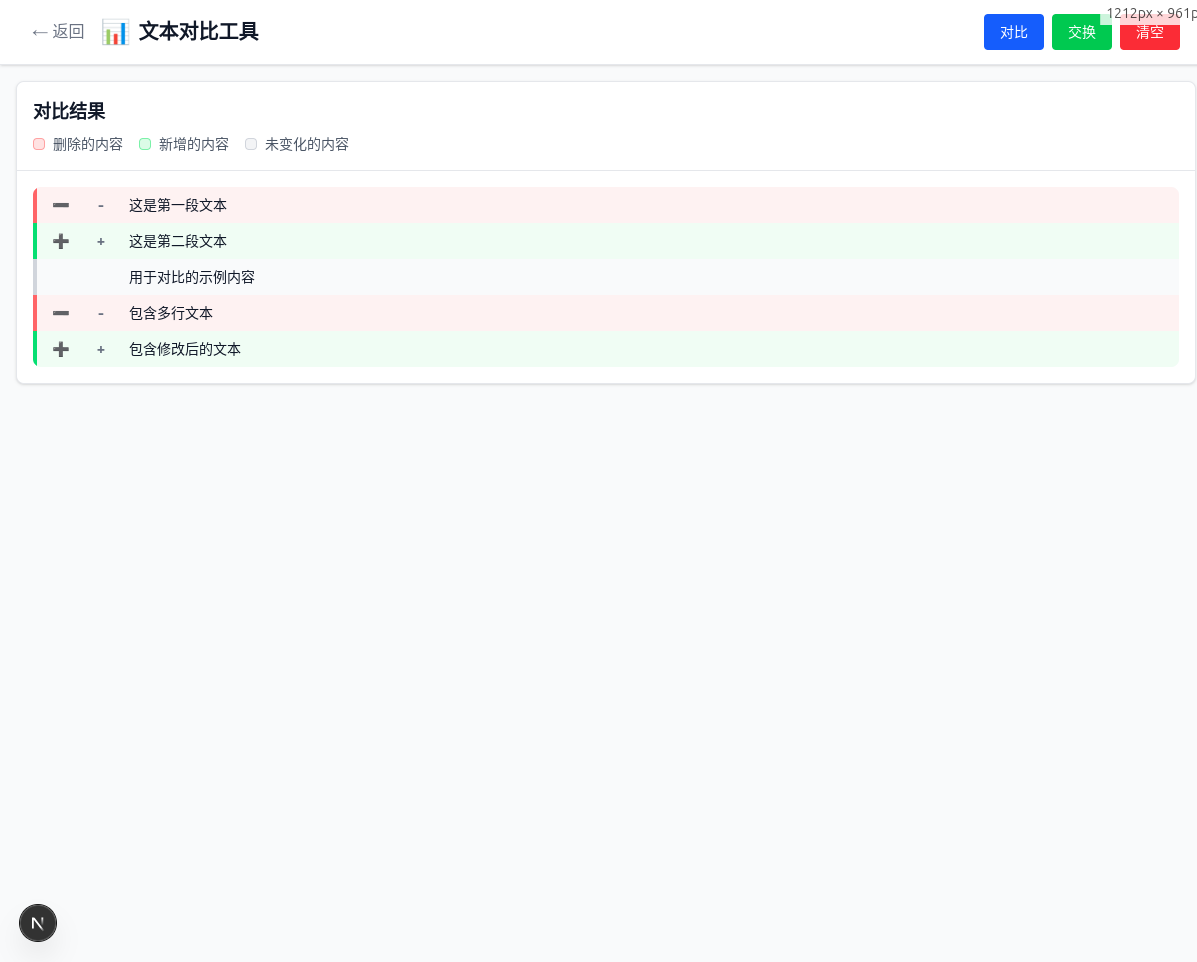 ← 返回 📊 文本对比工具 对比 交换 清空 1212px × 961p
对比结果
删除的内容 新增的内容 未变化的内容
➖ - 这是第一段文本
➕ + 这是第二段文本
用于对比的示例内容
➖ - 包含多行文本
➕ + 包含修改后的文本
N